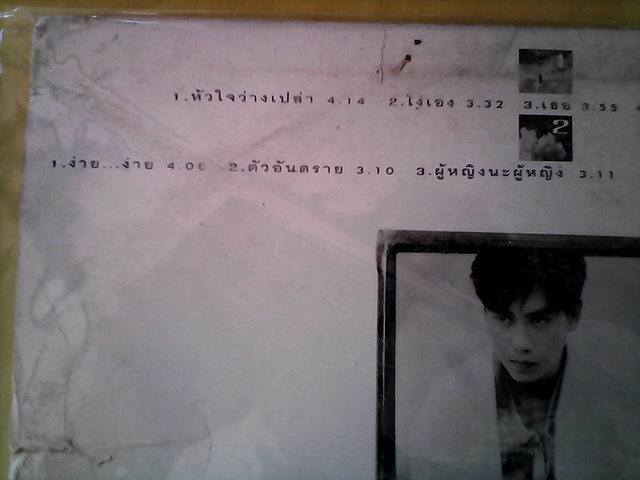 1
1.หัวใจว่างเปล่า 4.14 2.โง่เอง 3.32 3.เธอ 3.55
2
1.ง่าย...ง่าย 2.ตัวอันตราย 3.10 3.ผู้หญิงนะผู้หญิง 3.11